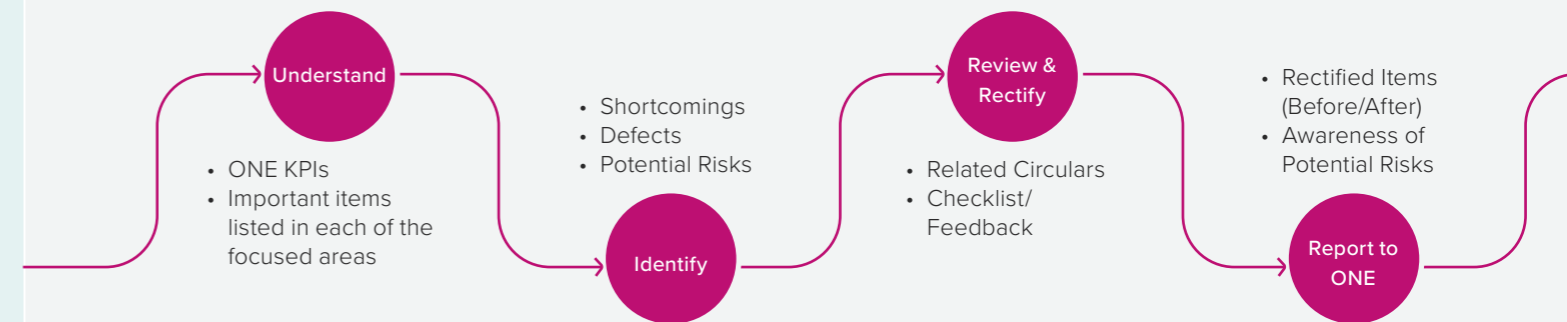 Understand
• ONE KPIs
• Important items
listed in each of the
focused areas
• Shortcomings
• Defects
• Potential Risks
Identify
Review &
Rectify
• Related Circulars
• Checklist/
Feedback
• Rectified Items
(Before/After)
• Awareness of
Potential Risks
Report to
ONE